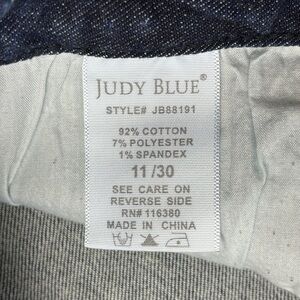 JUDY BLUE®
STYLE# JB88191
92% COTTON
7% POLYESTER
1% SPANDEX
11 /30
SEE CARE ON
REVERSE SIDE
RN# 116380
MADE IN CHINA